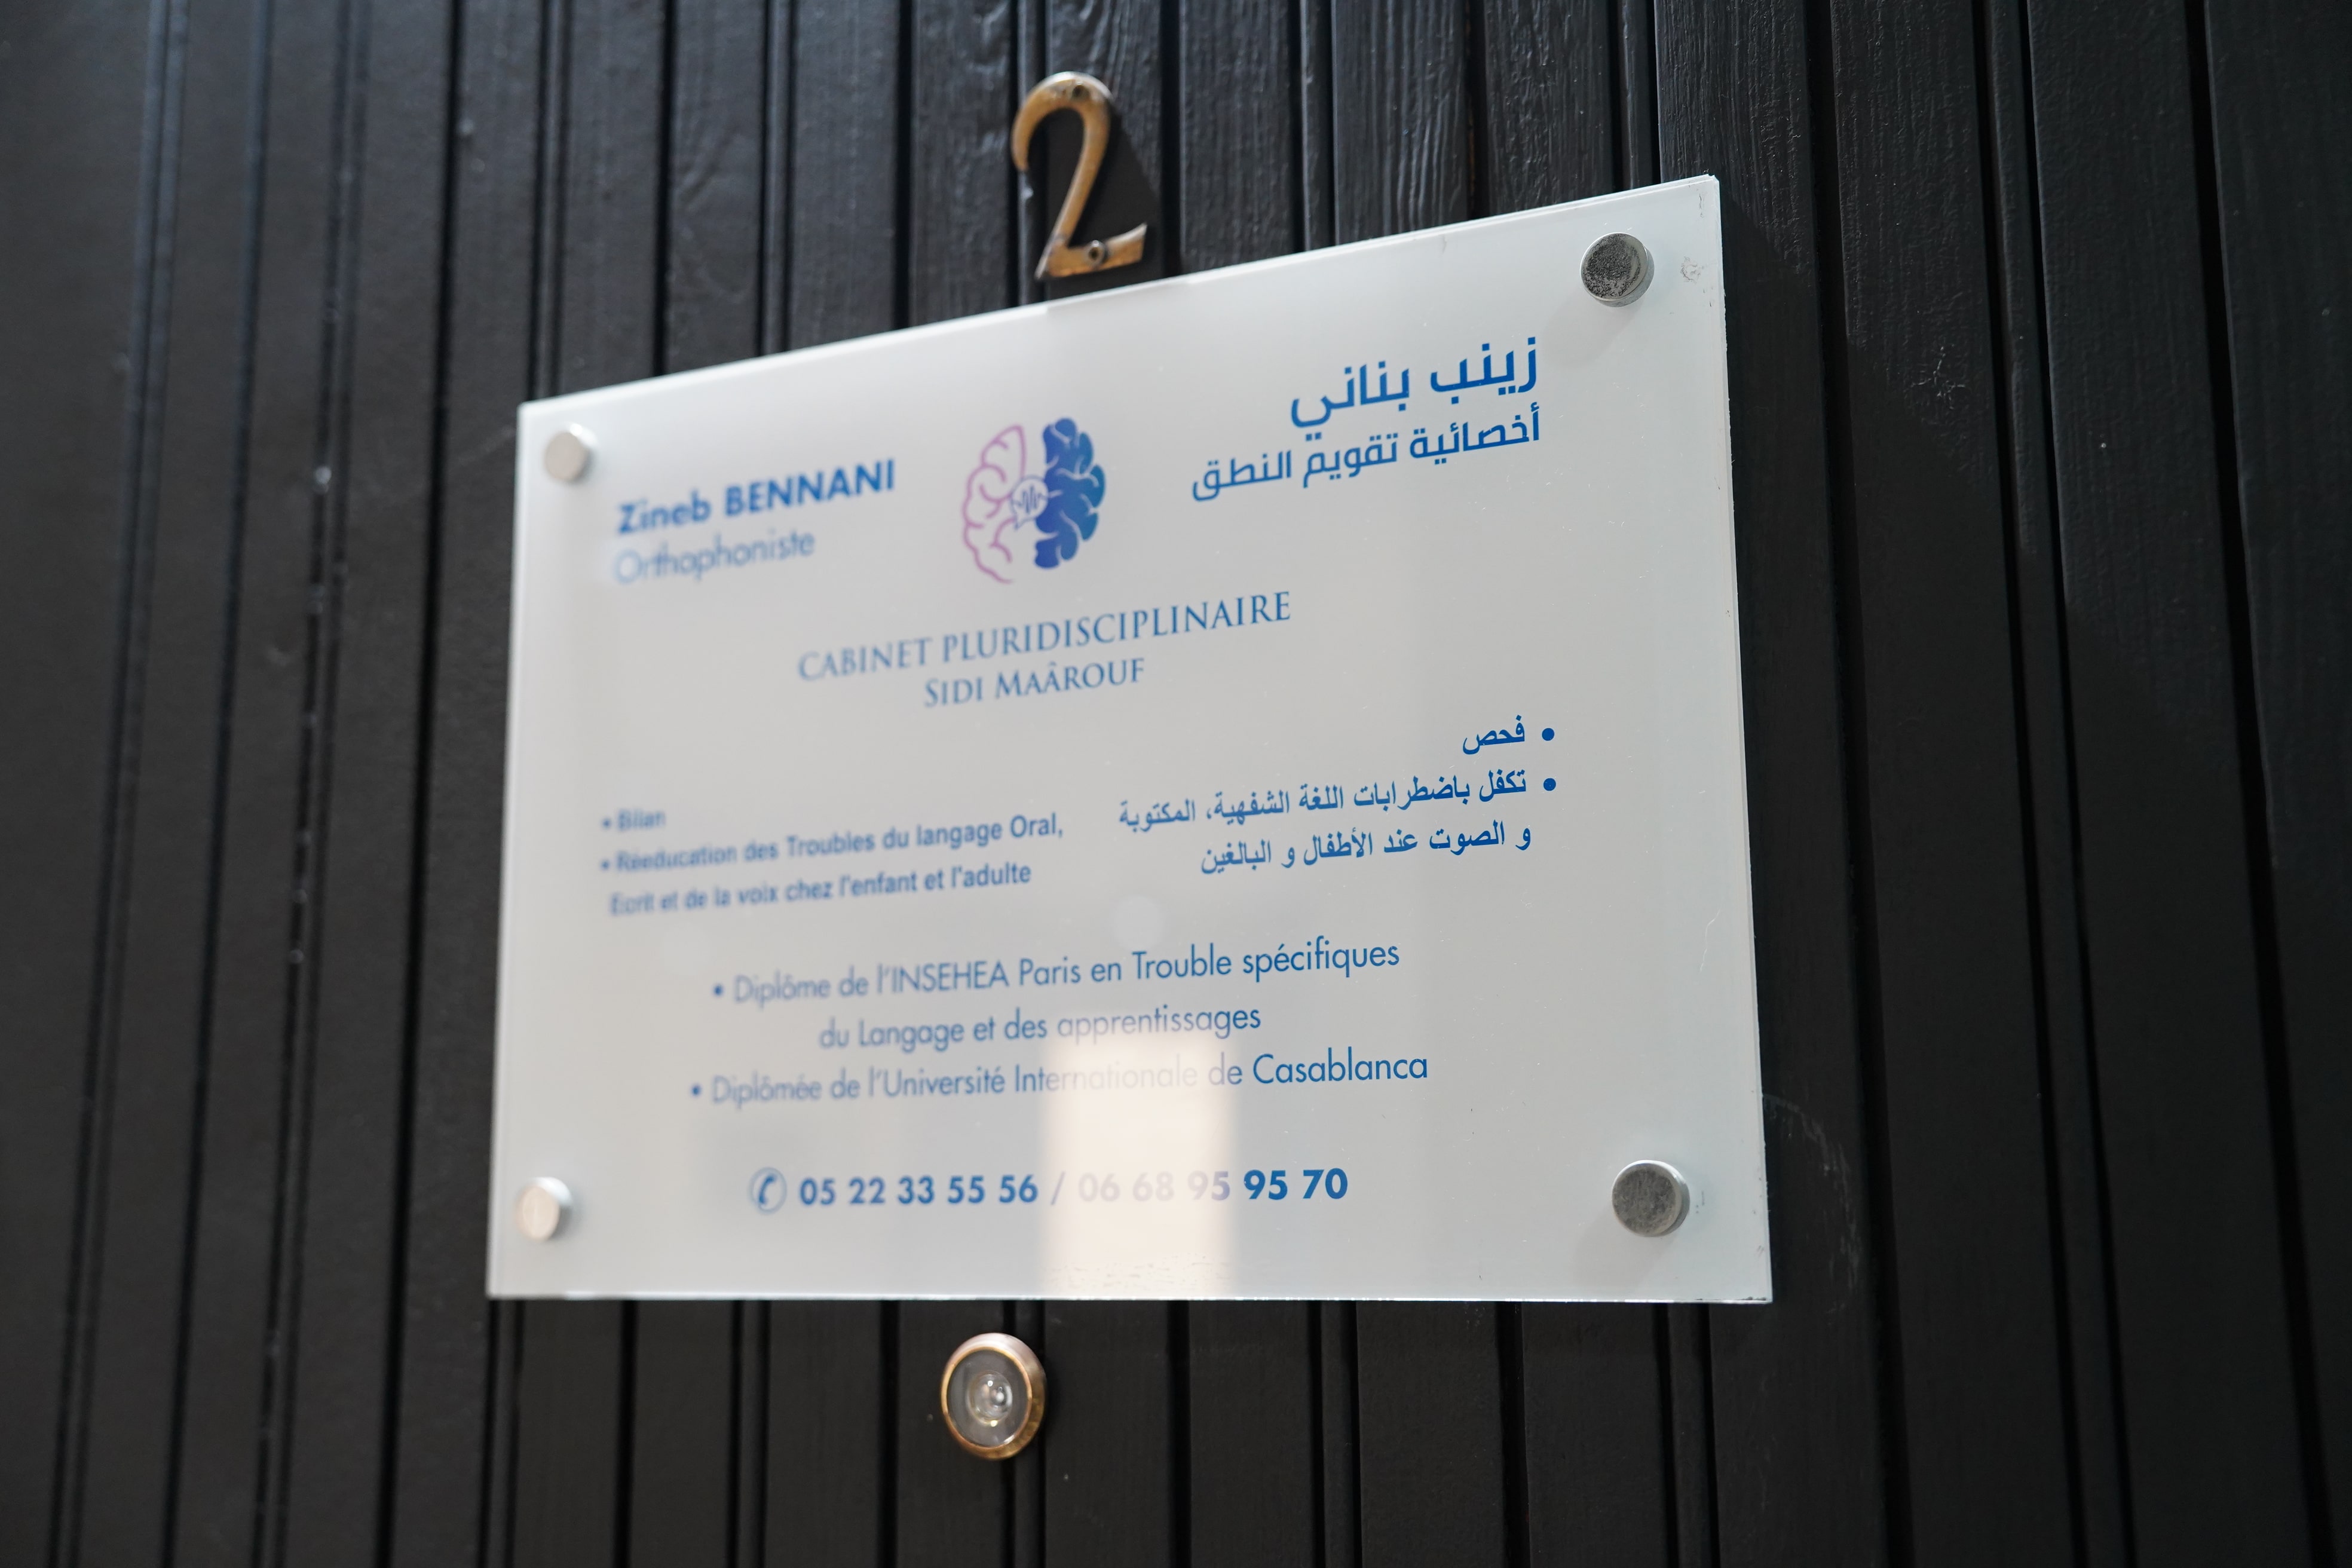 2
Zineb BENNANI
Orthophoniste
زينب بناني
أخصائية تقويم النطق
CABINET PLURIDISCIPLINAIRE
SIDI MAÂROUF
• Bilan
• Rééducation des Troubles du langage Oral,
Ecrit et de la voix chez l'enfant et l'adulte
• فحص
• تكفل باضطرابات اللغة الشفهية، المكتوبة
و الصوت عند الأطفال و البالغين
• Diplôme de l'INSEHEA Paris en Trouble spécifiques
du Langage et des apprentissages
• Diplômée de l'Université Internationale de Casablanca
✆ 05 22 33 55 56 / 06 68 95 95 70